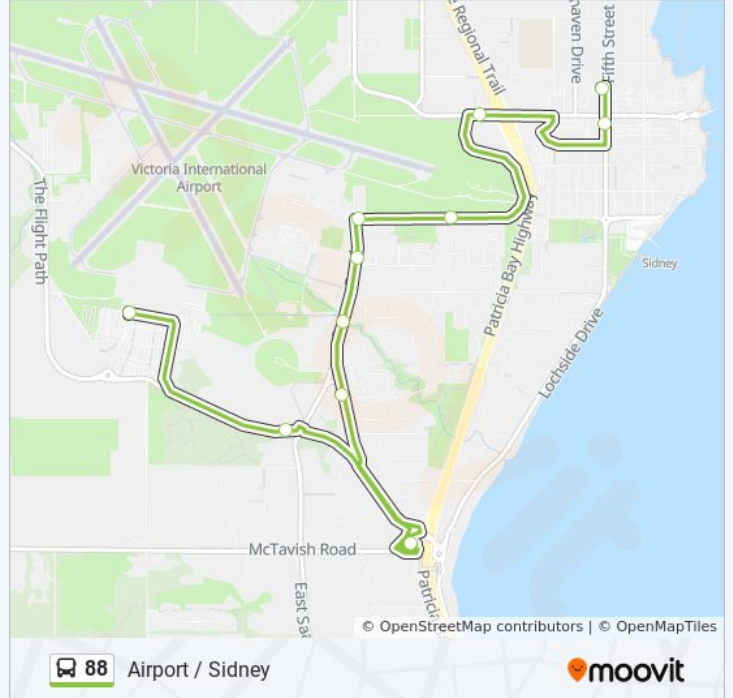 e Regional Trail
haven Drive
Fifth Street
Victoria International
Airport
The Flight Path
Patricia Bay Highway
Sidney
Lochside Drive
McTavish Road
East Saa
Patricia
© OpenStreetMap contributors | © OpenMapTiles
88 Airport / Sidney
moovit